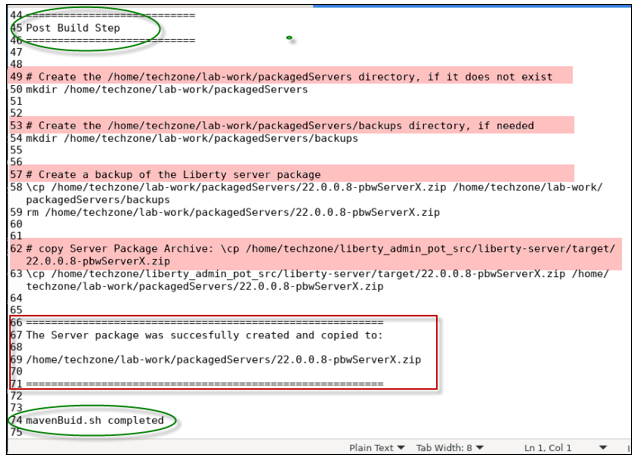 44 ===========================
45 Post Build Step
46 ===========================
47
48
49 # Create the /home/techzone/lab-work/packagedServers directory, if it does not exist
50 mkdir /home/techzone/lab-work/packagedServers
51
52
53 # Create the /home/techzone/lab-work/packagedServers/backups directory, if needed
54 mkdir /home/techzone/lab-work/packagedServers/backups
55
56
57 # Create a backup of the Liberty server package
58 \cp /home/techzone/lab-work/packagedServers/22.0.0.8-pbwServerX.zip /home/techzone/lab-work/
packagedServers/backups
59 rm /home/techzone/lab-work/packagedServers/22.0.0.8-pbwServerX.zip
60
61
62 # copy Server Package Archive: \cp /home/techzone/liberty_admin_pot_src/liberty-server/target/
22.0.0.8-pbwServerX.zip
63 \cp /home/techzone/liberty_admin_pot_src/liberty-server/target/22.0.0.8-pbwServerX.zip /home/
techzone/lab-work/packagedServers/22.0.0.8-pbwServerX.zip
64
65
66 =========================================================
67 The Server package was succesfully created and copied to:
68
69 /home/techzone/lab-work/packagedServers/22.0.0.8-pbwServerX.zip
70
71 =========================================================
72
73
74 mavenBuid.sh completed
75
Plain Text Tab Width: 8 Ln 1, Col 1